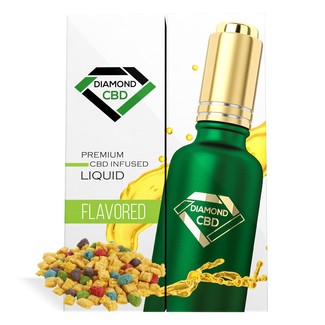 DIAMOND
CBD
PREMIUM
CBD INFUSED
LIQUID
FLAVORED
DIAMOND
CBD